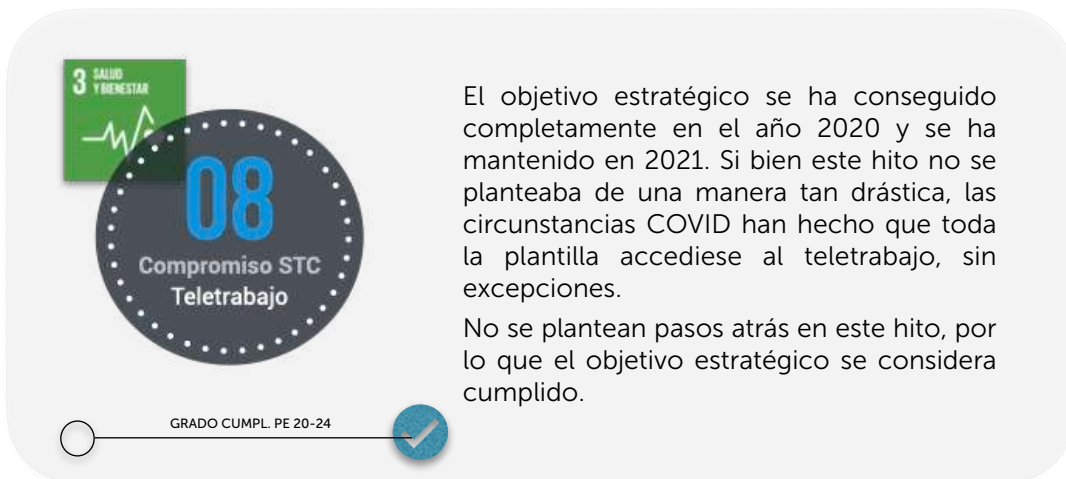 3 SALUD
Y BIENESTAR
08
Compromiso STC
Teletrabajo
GRADO CUMPL. PE 20-24
El objetivo estratégico se ha conseguido
completamente en el año 2020 y se ha
mantenido en 2021. Si bien este hito no se
planteaba de una manera tan drástica, las
circunstancias COVID han hecho que toda
la plantilla accediese al teletrabajo, sin
excepciones.
No se plantean pasos atrás en este hito, por
lo que el objetivo estratégico se considera
cumplido.